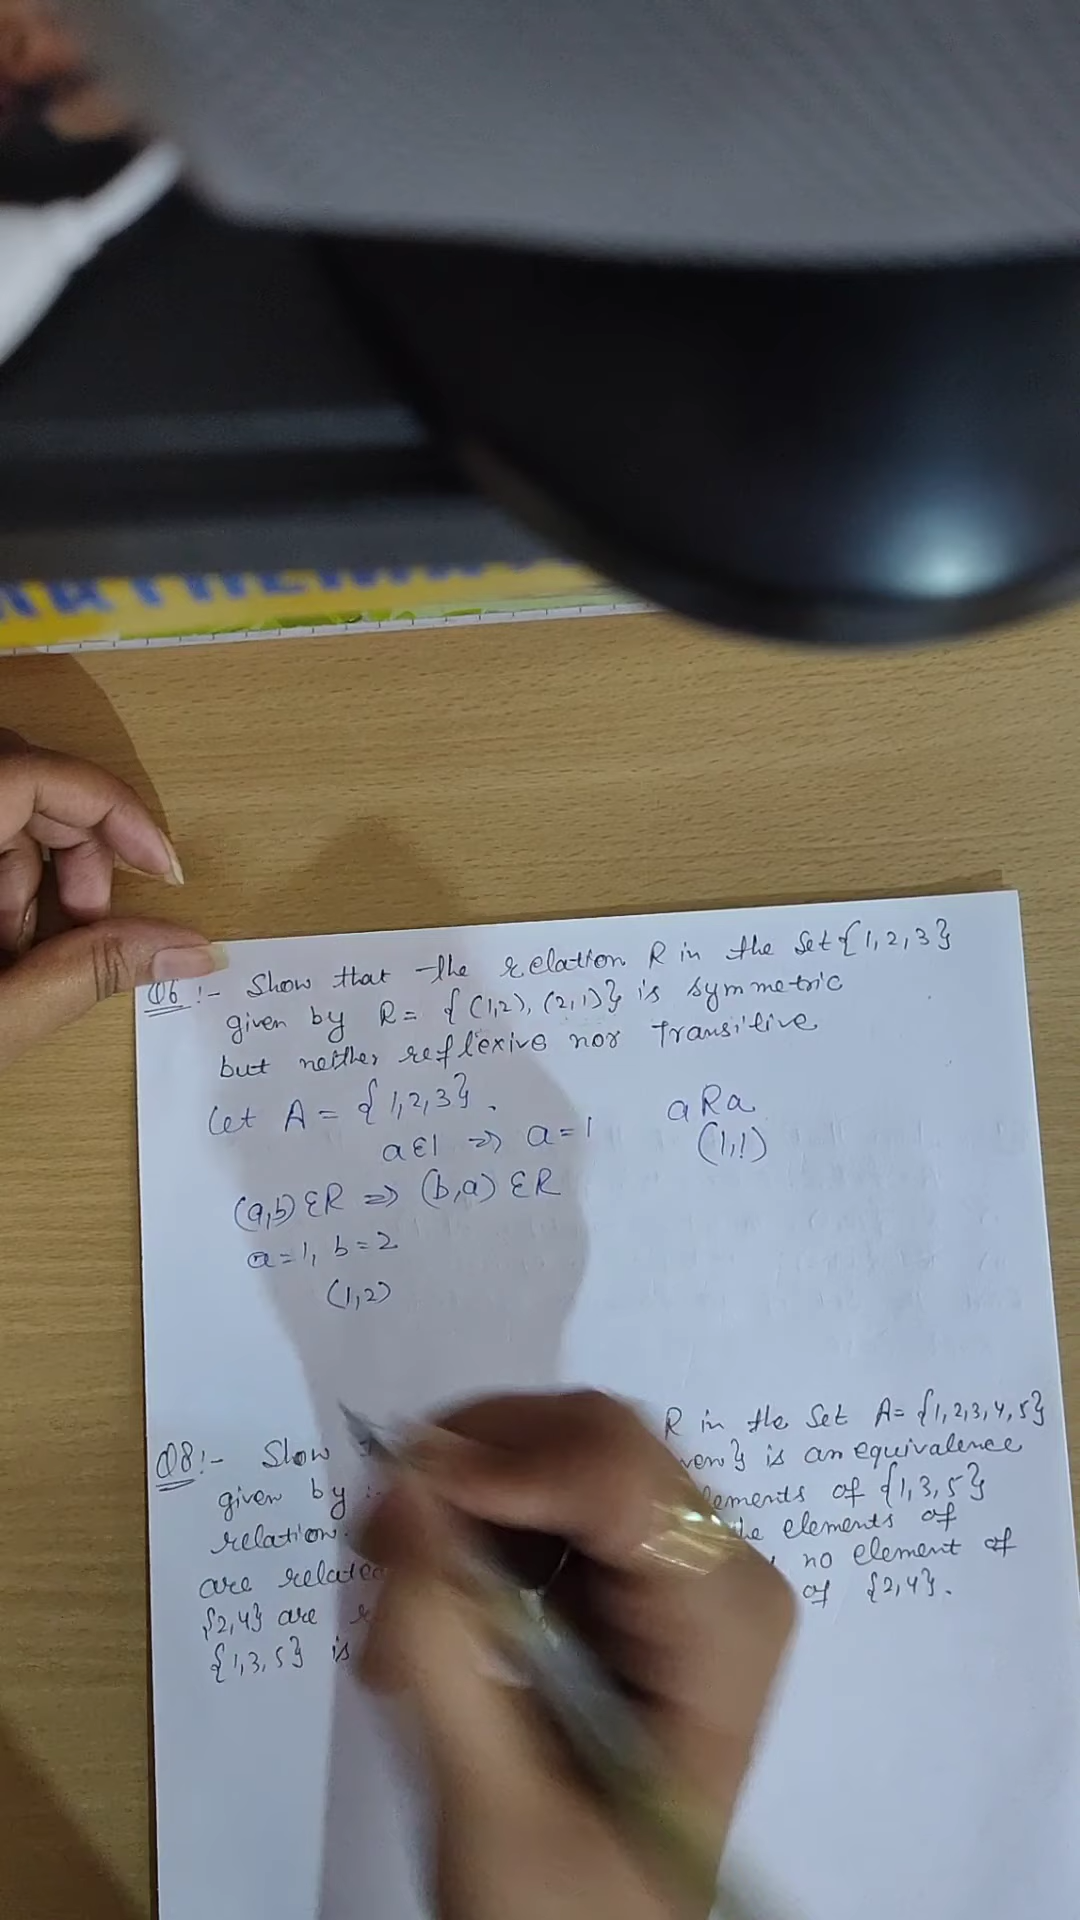 Q6 :- Show that the relation R in the set {1, 2, 3}
given by R = {(1,2), (2,1)} is symmetric
but neither reflexive nor transitive
Let A = {1,2,3}.
a ∈ 1 => a = 1
aRa
(1,1)
(a,b) ∈ R => (b,a) ∈ R
a = 1, b = 2
(1,2)
Q8 :- Show R in the Set A = {1,2,3,4,5}
given by is an equivalence
relation. elements of {1,3,5}
are related the elements of
{2,4} are no element of
{1,3,5} is of {2,4}.